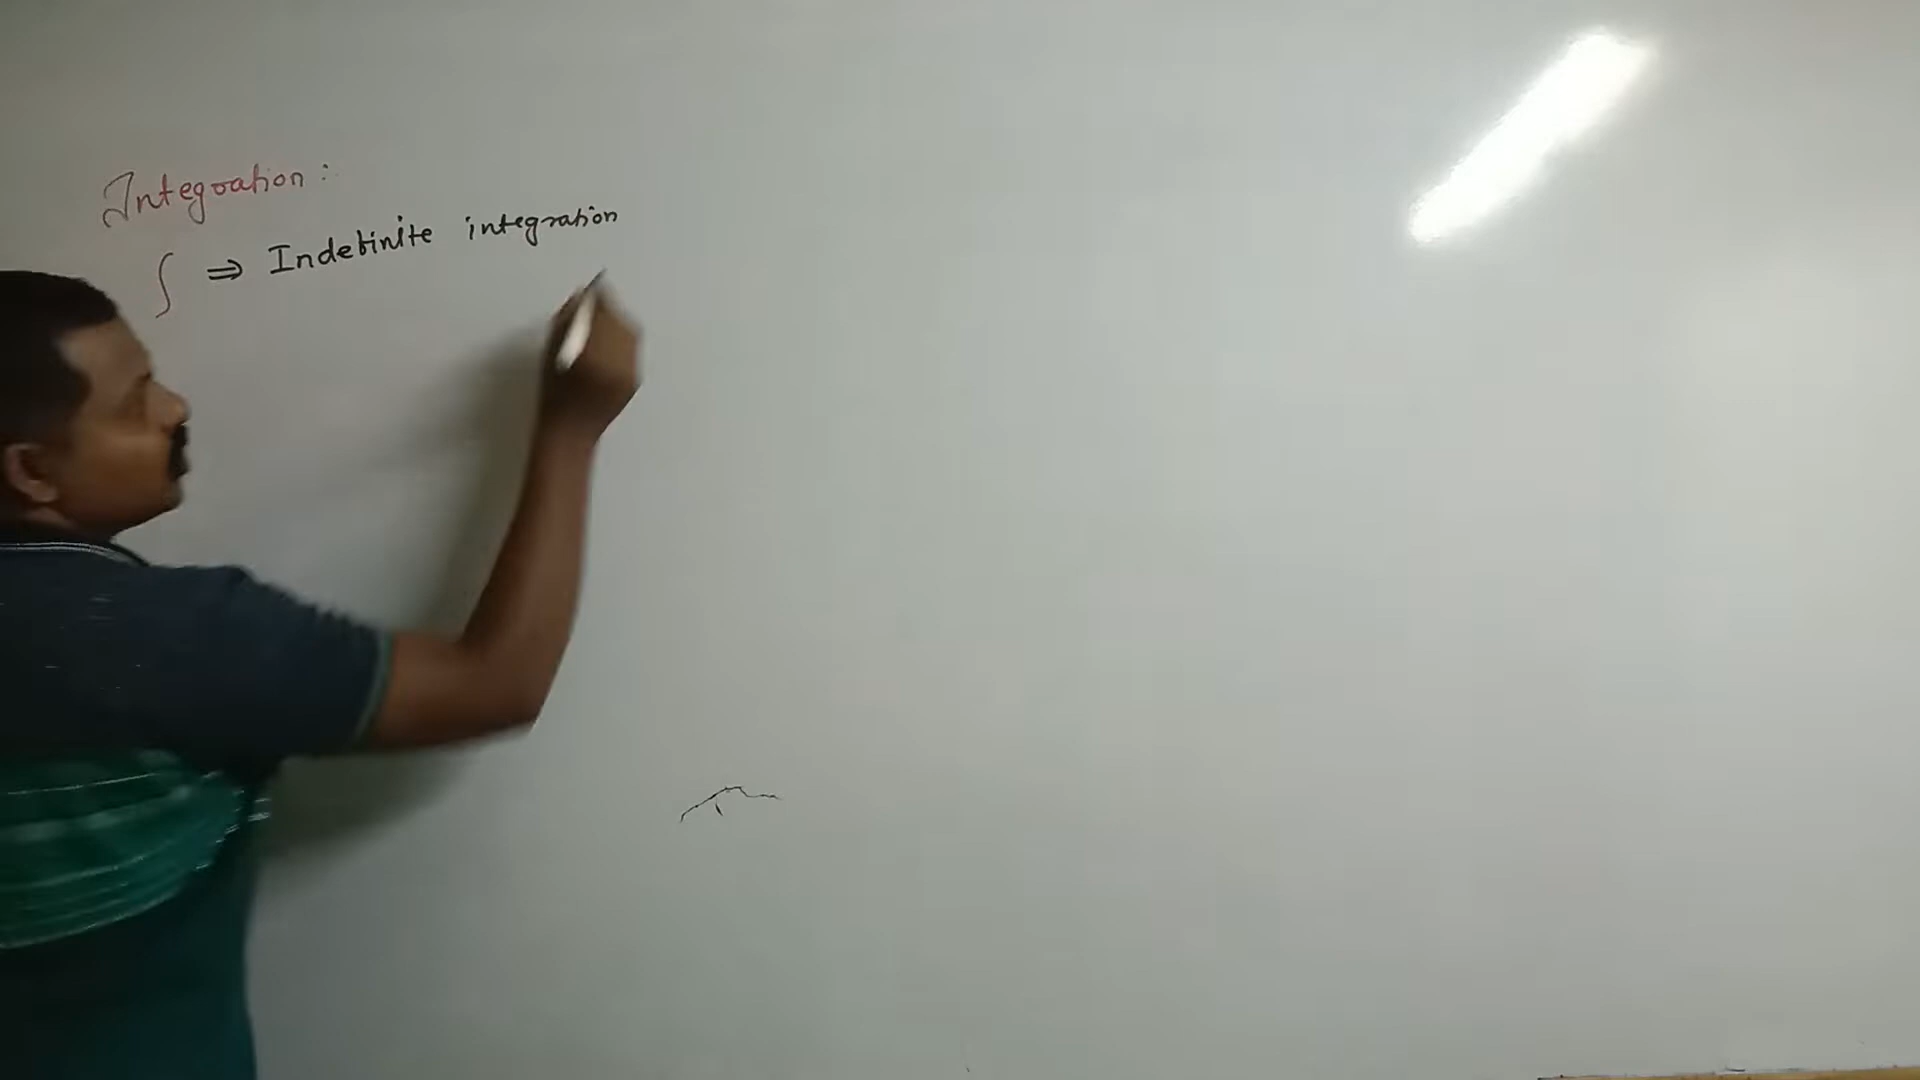 Integration :
∫ ⇒ Indefinite integration